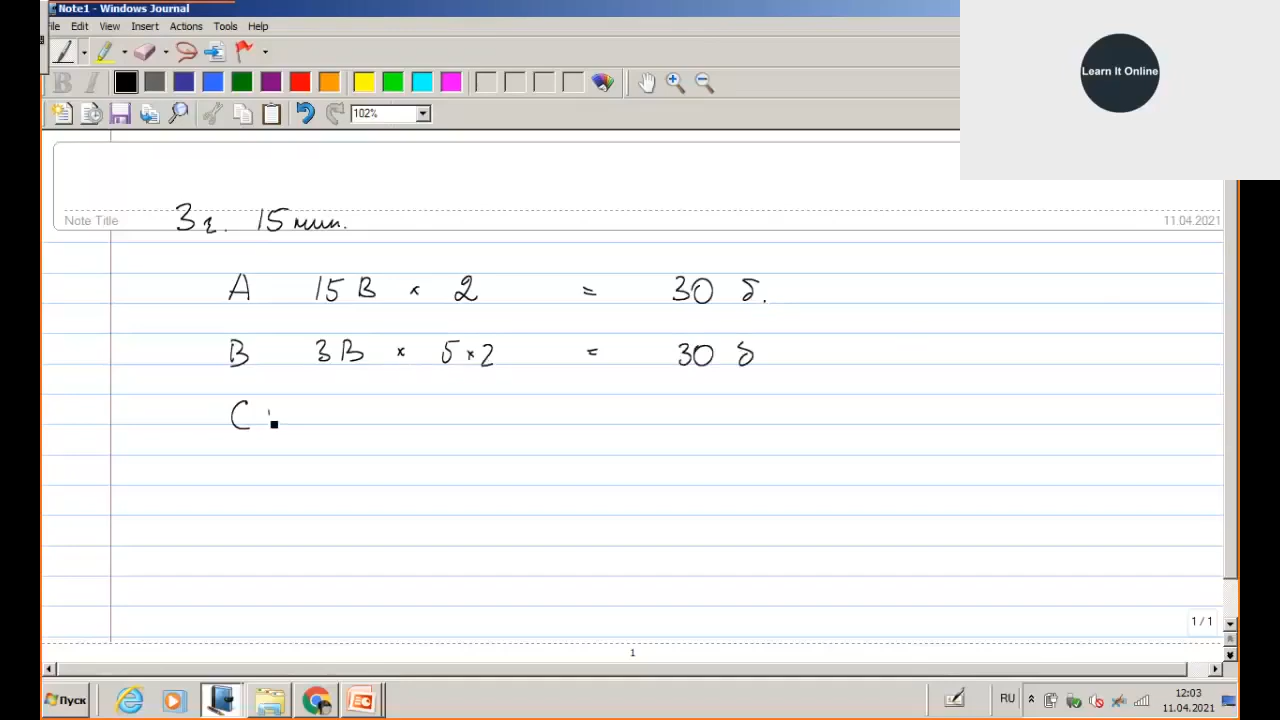 Note1 - Windows Journal
File Edit View Insert Actions Tools Help
Learn It Online
B I
102%
3 г. 15 мин.
Note Title 11.04.2021
A 15 В × 2 = 30 б.
B 3 В × 5 × 2 = 30 б
C
1 / 1
1
Пуск RU 12:03
11.04.2021